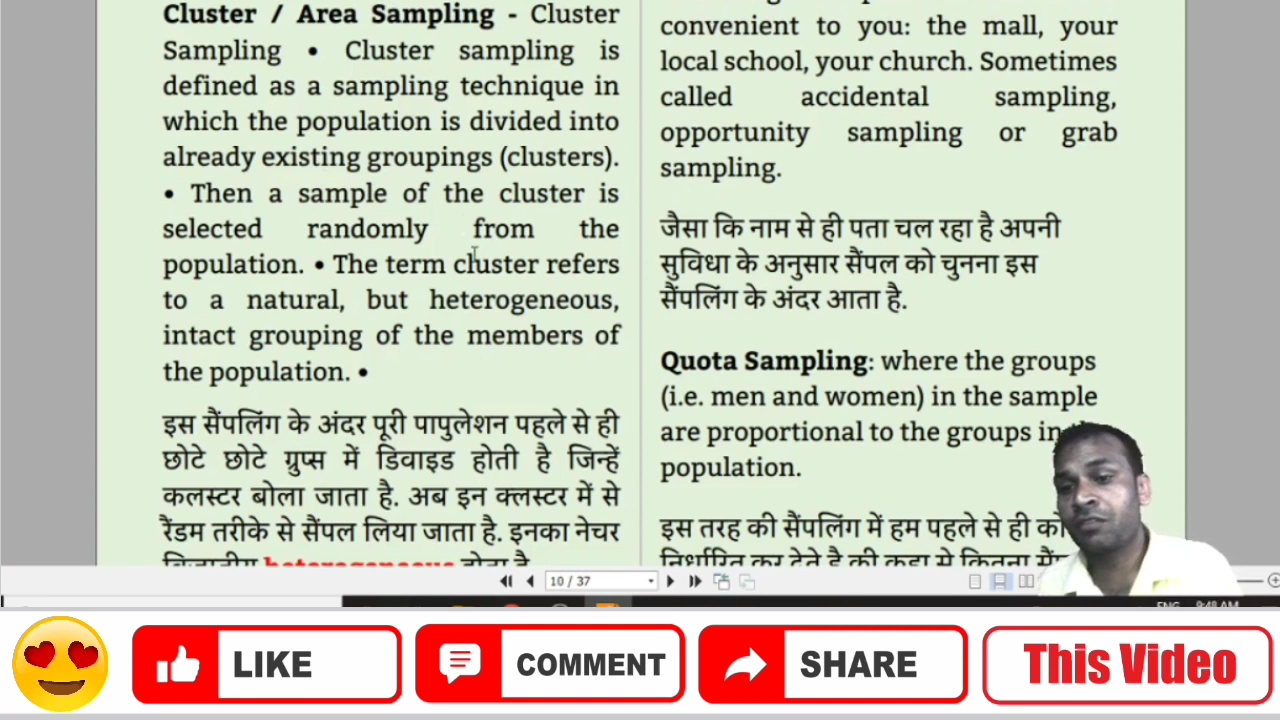 Cluster / Area Sampling - Cluster
Sampling • Cluster sampling is
defined as a sampling technique in
which the population is divided into
already existing groupings (clusters).
• Then a sample of the cluster is
selected randomly from the
population. • The term cluster refers
to a natural, but heterogeneous,
intact grouping of the members of
the population. •
इस सैंपलिंग के अंदर पूरी पापुलेशन पहले से ही
छोटे छोटे ग्रुप्स में डिवाइड होती है जिन्हें
कलस्टर बोला जाता है. अब इन क्लस्टर में से
रैंडम तरीके से सैंपल लिया जाता है. इनका नेचर
heterogeneous होता है
convenient to you: the mall, your
local school, your church. Sometimes
called accidental sampling,
opportunity sampling or grab
sampling.
जैसा कि नाम से ही पता चल रहा है अपनी
सुविधा के अनुसार सैंपल को चुनना इस
सैंपलिंग के अंदर आता है.
Quota Sampling: where the groups
(i.e. men and women) in the sample
are proportional to the groups in
population.
इस तरह की सैंपलिंग में हम पहले से ही
निर्धारित कर देते है की कहा से कितना
10 / 37
LIKE
COMMENT
SHARE
This Video